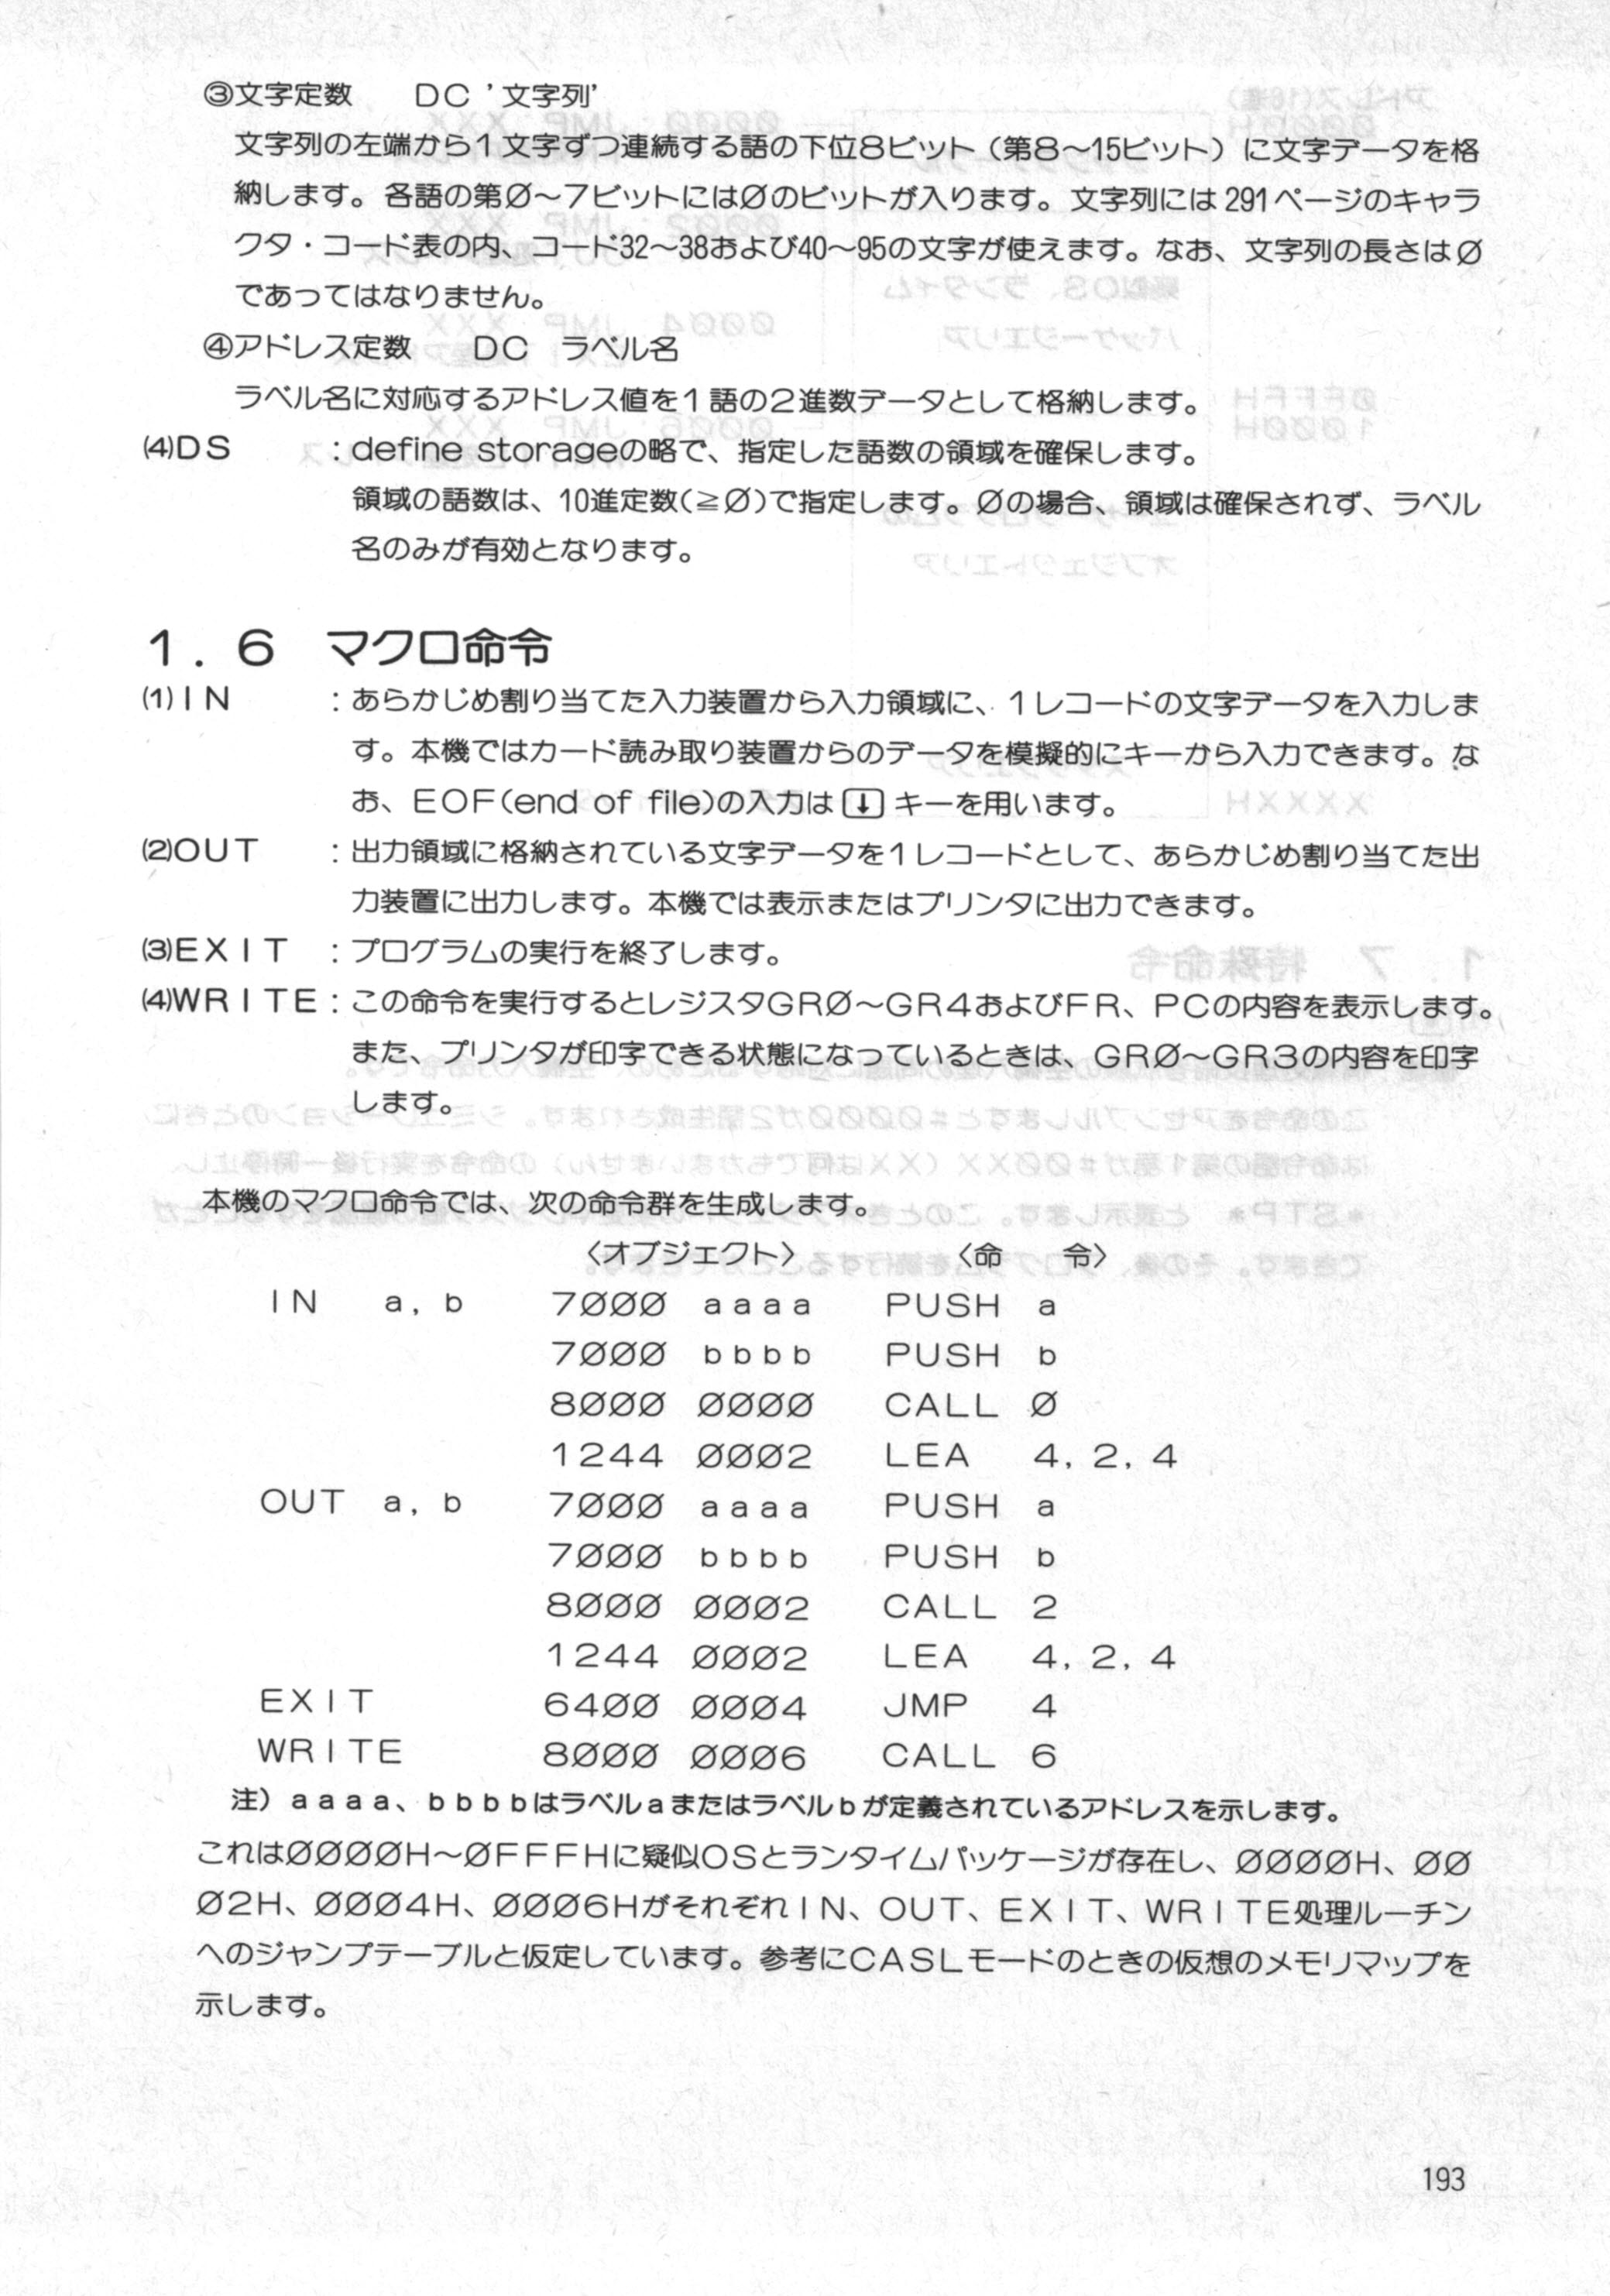 ③文字定数　　DC '文字列'
文字列の左端から1文字ずつ連続する語の下位8ビット（第8〜15ビット）に文字データを格
納します。各語の第Ø〜7ビットにはØのビットが入ります。文字列には291ページのキャラ
クタ・コード表の内、コード32〜38および40〜95の文字が使えます。なお、文字列の長さはØ
であってはなりません。
④アドレス定数　　DC　ラベル名
ラベル名に対応するアドレス値を1語の2進数データとして格納します。
(4)DS　　　：define storageの略で、指定した語数の領域を確保します。
領域の語数は、10進定数(≧Ø)で指定します。Øの場合、領域は確保されず、ラベル
名のみが有効となります。
1．6　マクロ命令
(1)IN　　　：あらかじめ割り当てた入力装置から入力領域に、1レコードの文字データを入力しま
す。本機ではカード読み取り装置からのデータを模擬的にキーから入力できます。な
お、EOF(end of file)の入力は[↓]キーを用います。
(2)OUT　　：出力領域に格納されている文字データを1レコードとして、あらかじめ割り当てた出
力装置に出力します。本機では表示またはプリンタに出力できます。
(3)EXIT　：プログラムの実行を終了します。
(4)WRITE：この命令を実行するとレジスタGRØ〜GR4およびFR、PCの内容を表示します。
また、プリンタが印字できる状態になっているときは、GRØ〜GR3の内容を印字
します。
本機のマクロ命令では、次の命令群を生成します。
〈オブジェクト〉　　〈命　令〉
IN　a, b　7ØØØ　aaaa　PUSH　a
7ØØØ　bbbb　PUSH　b
8ØØØ　ØØØØ　CALL　Ø
1244　ØØØ2　LEA　4, 2, 4
OUT　a, b　7ØØØ　aaaa　PUSH　a
7ØØØ　bbbb　PUSH　b
8ØØØ　ØØØ2　CALL　2
1244　ØØØ2　LEA　4, 2, 4
EXIT　64ØØ　ØØØ4　JMP　4
WRITE　8ØØØ　ØØØ6　CALL　6
注）aaaa、bbbbはラベルaまたはラベルbが定義されているアドレスを示します。
これはØØØØH〜ØFFFHに疑似OSとランタイムパッケージが存在し、ØØØØH、ØØ
Ø2H、ØØØ4H、ØØØ6HがそれぞれIN、OUT、EXIT、WRITE処理ルーチン
へのジャンプテーブルと仮定しています。参考にCASLモードのときの仮想のメモリマップを
示します。
193